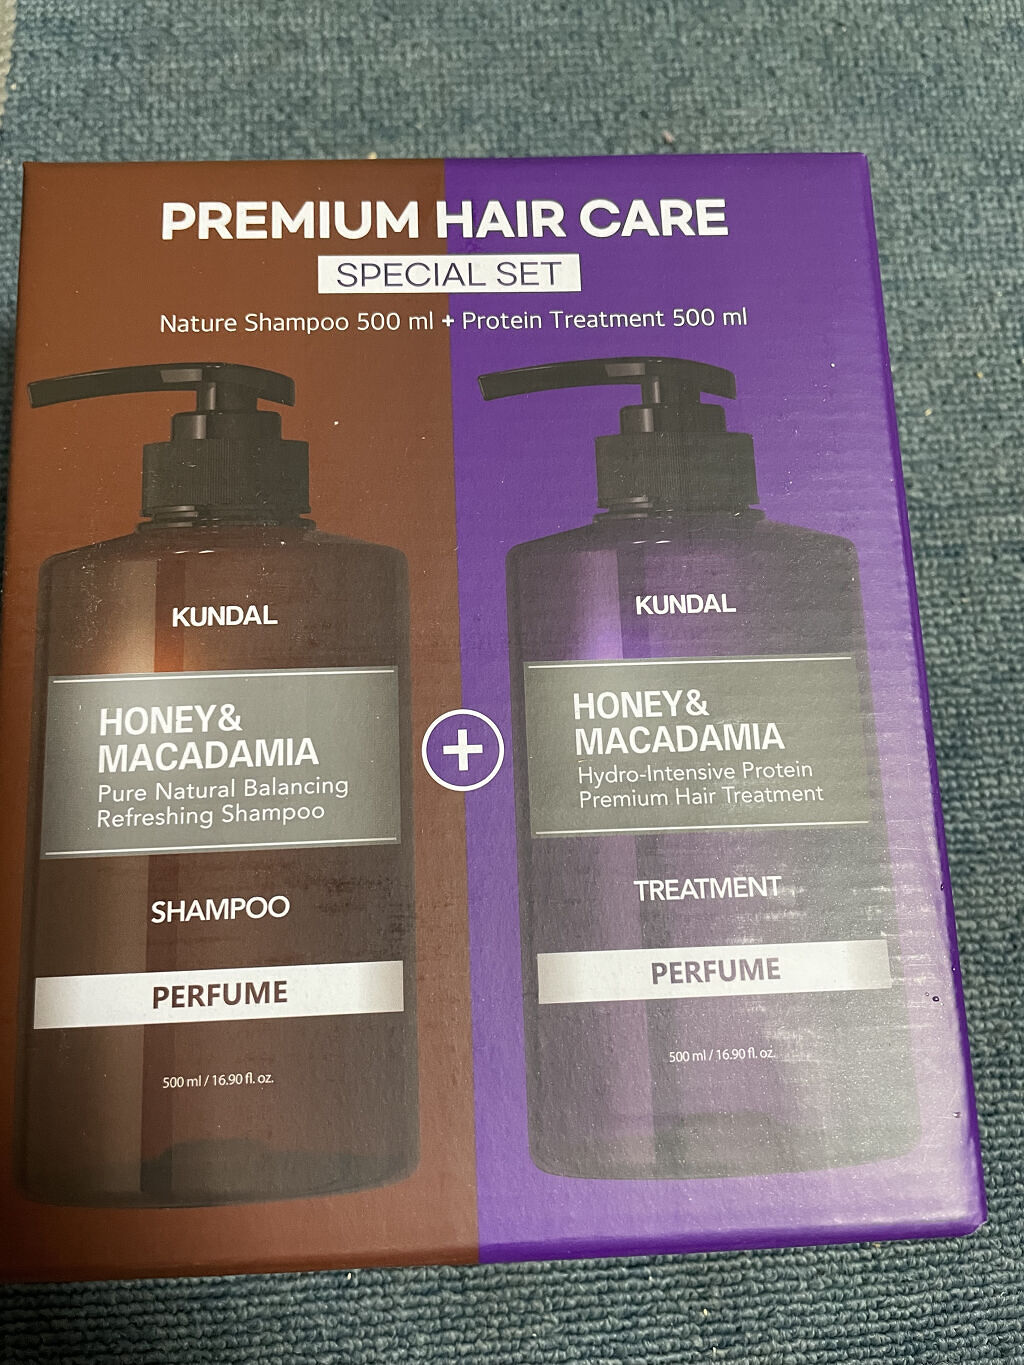 PREMIUM HAIR CARE
SPECIAL SET
Nature Shampoo 500 ml + Protein Treatment 500 ml
KUNDAL
HONEY&
MACADAMIA
Pure Natural Balancing
Refreshing Shampoo
SHAMPOO
PERFUME
500 ml / 16.90 fl. oz.
+
KUNDAL
HONEY&
MACADAMIA
Hydro-Intensive Protein
Premium Hair Treatment
TREATMENT
PERFUME
500 ml / 16.90 fl. oz.